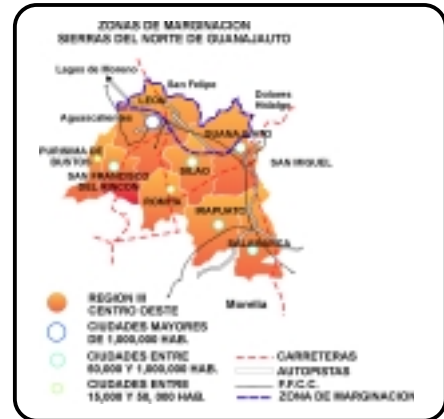 ZONAS DE MARGINACION
SIERRAS DEL NORTE DE GUANAJAUTO
Lagos de Moreno
San Felipe
Dolores
Hidalgo
LEON
Aguascalientes
GUANAJUATO
PURISIMA DE
BUSTOS
SILAO
SAN MIGUEL
SAN FRANCISCO
DEL RINCON
ROMITA
IRAPUATO
SALAMANCA
Morelia
REGION III
CENTRO OESTE
CIUDADES MAYORES
DE 1,000,000 HAB.
CIUDADES ENTRE
60,000 Y 1,000,000 HAB.
CIUDADES ENTRE
15,000 Y 50, 000 HAB.
CARRETERAS
AUTOPISTAS
F.F.C.C.
ZONA DE MARGINACION